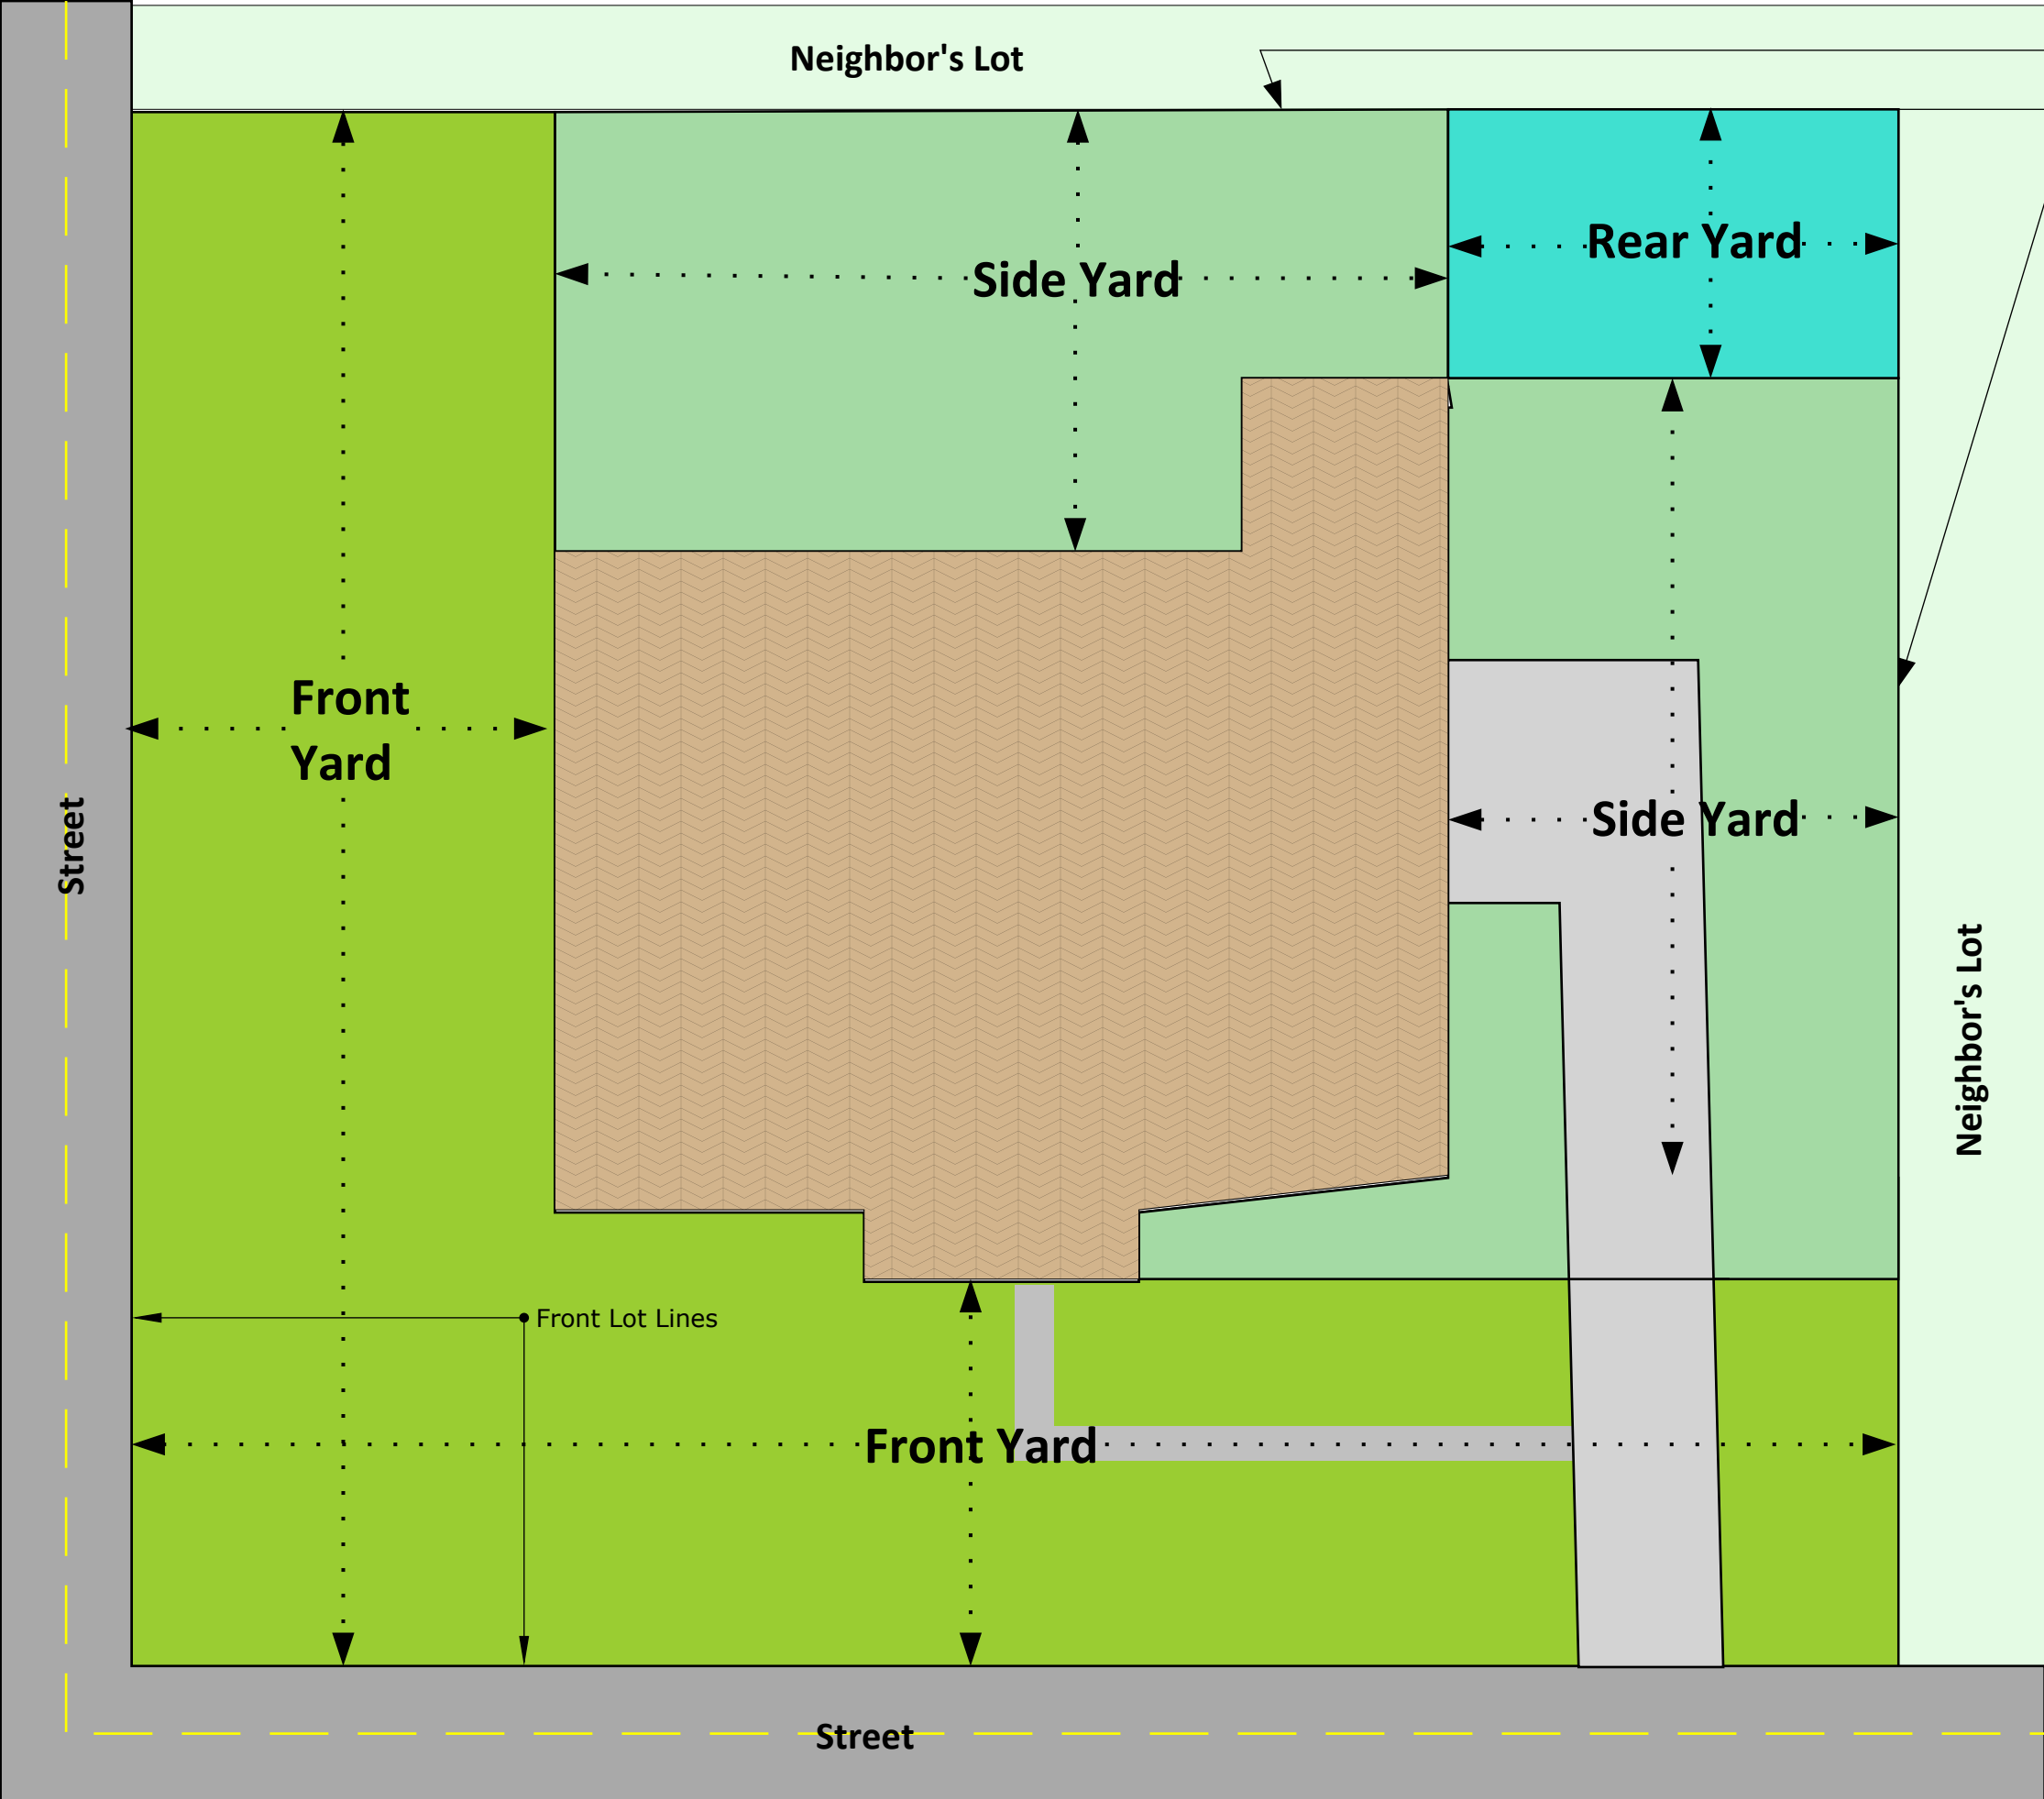 Neighbor's Lot
Rear Yard
Side Yard
Front
Yard
Street
Side Yard
Neighbor's Lot
Front Lot Lines
Front Yard
Street